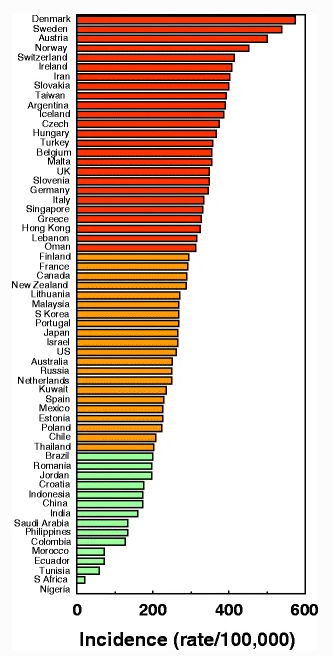 Denmark
Sweden
Austria
Norway
Switzerland
Ireland
Iran
Slovakia
Taiwan
Argentina
Iceland
Czech
Hungary
Turkey
Belgium
Malta
UK
Slovenia
Germany
Italy
Singapore
Greece
Hong Kong
Lebanon
Oman
Finland
France
Canada
New Zealand
Lithuania
Malaysia
S Korea
Portugal
Japan
Israel
US
Australia
Russia
Netherlands
Kuwait
Spain
Mexico
Estonia
Poland
Chile
Thailand
Brazil
Romania
Jordan
Croatia
Indonesia
China
India
Saudi Arabia
Philippines
Colombia
Morocco
Ecuador
Tunisia
S Africa
Nigeria
0 200 400 600
Incidence (rate/100,000)